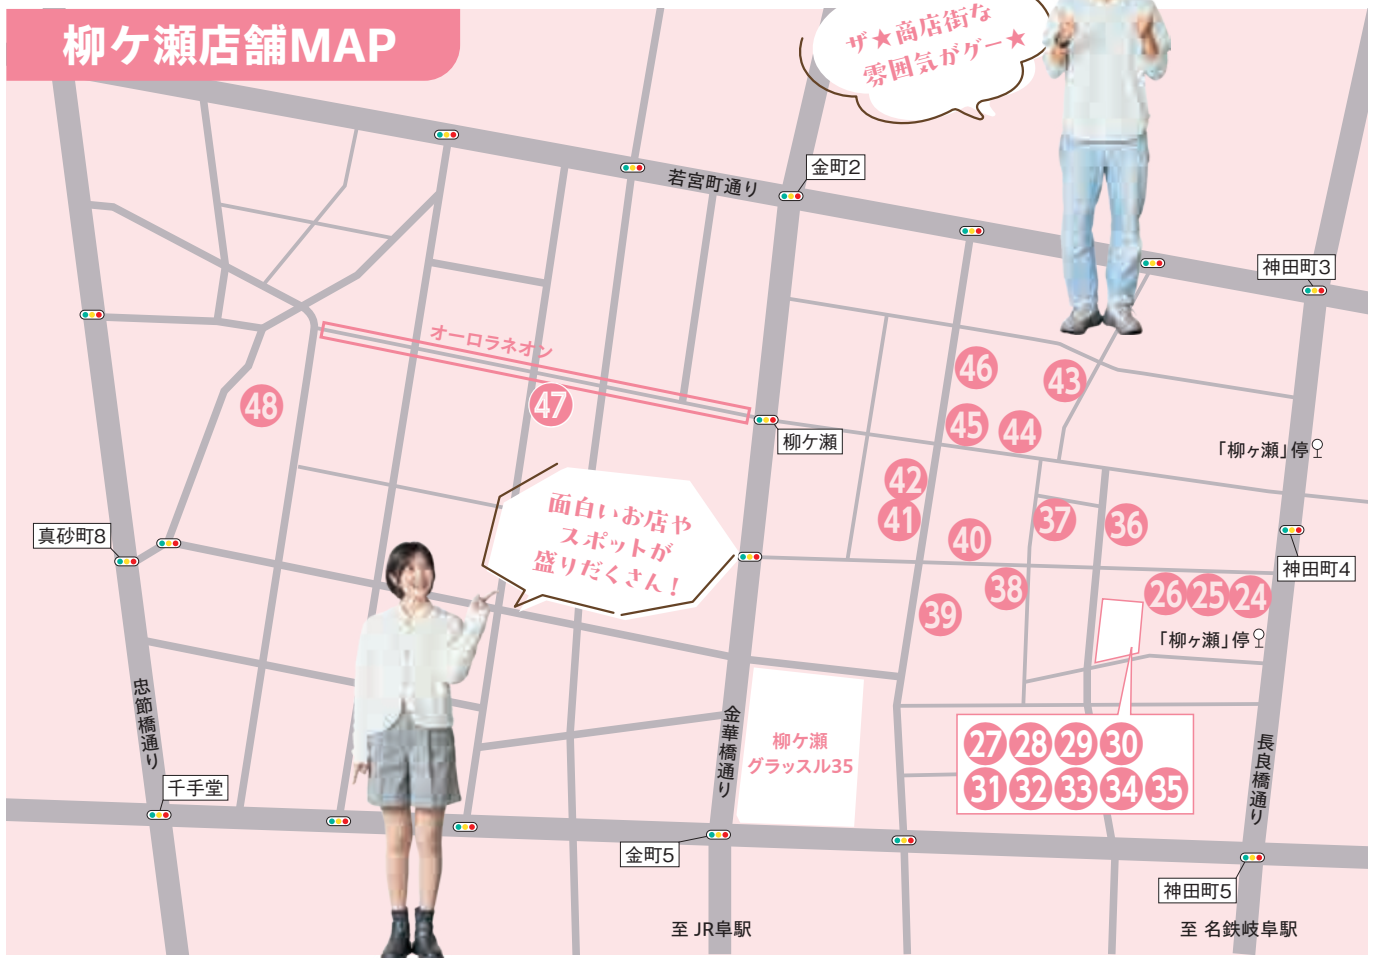 柳ケ瀬店舗MAP
ザ★商店街な
雰囲気がグー★
金町2
若宮町通り
神田町3
オーロラネオン
46
43
48
47
45
44
柳ケ瀬
「柳ヶ瀬」停
42
41
37
36
40
面白いお店や
スポットが
盛りだくさん！
真砂町8
神田町4
38
39
26
25
24
「柳ヶ瀬」停
忠節橋通り
金華橋通り
長良橋通り
柳ケ瀬
グラッスル35
27 28 29 30
31 32 33 34 35
千手堂
金町5
神田町5
至 JR阜駅
至 名鉄岐阜駅